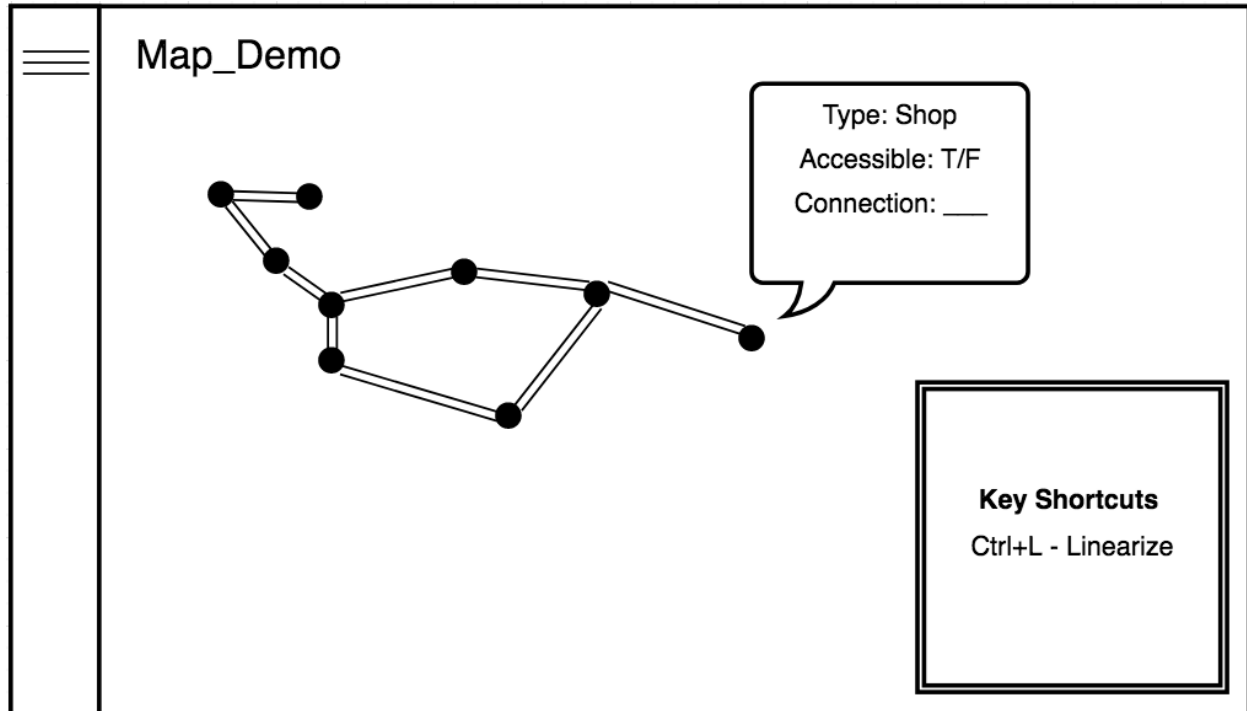 Map_Demo
Type: Shop
Accessible: T/F
Connection: ___
Key Shortcuts
Ctrl+L - Linearize